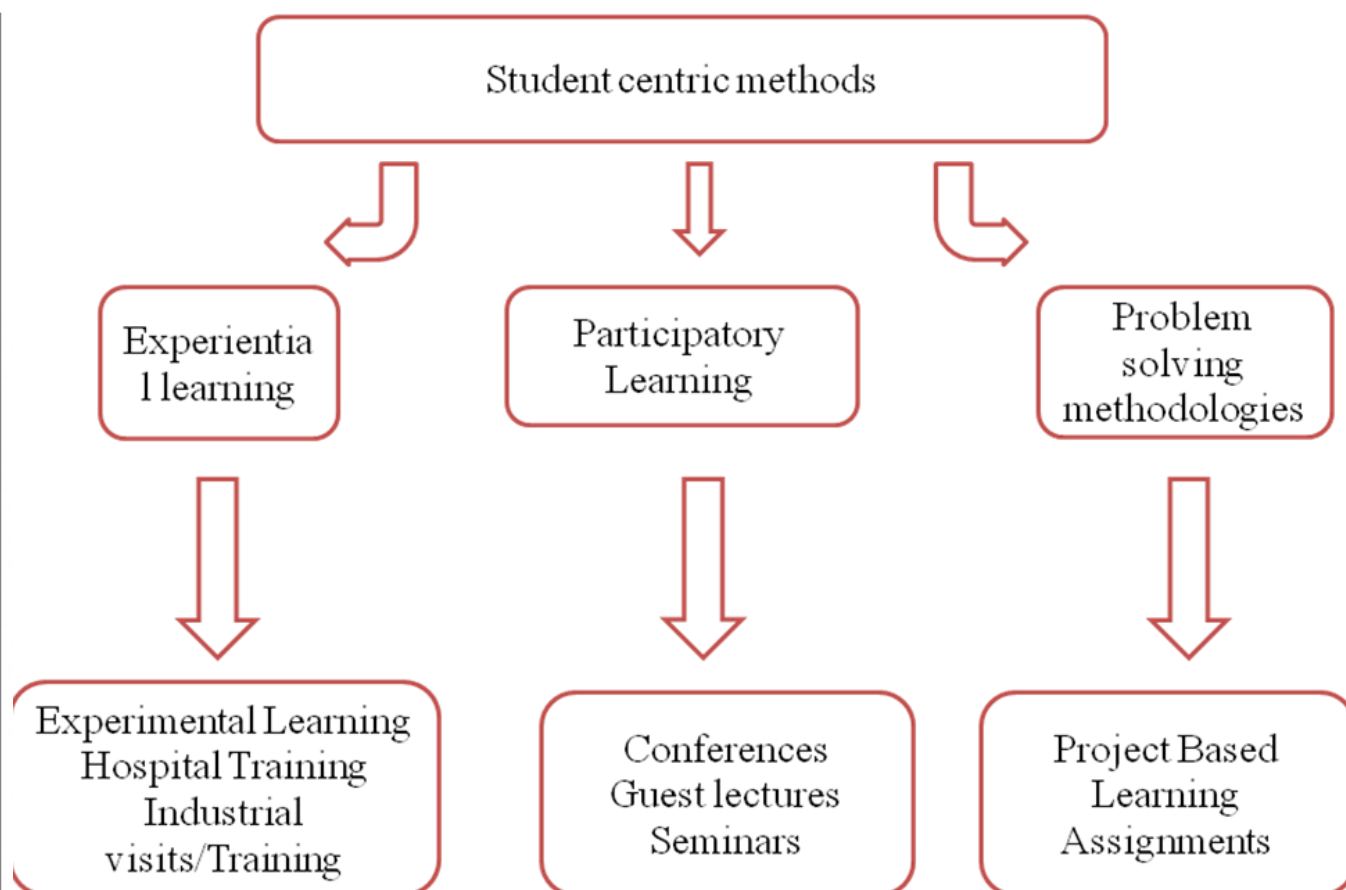 Student centric methods
Experientia
l learning
Participatory
Learning
Problem
solving
methodologies
Experimental Learning
Hospital Training
Industrial
visits/Training
Conferences
Guest lectures
Seminars
Project Based
Learning
Assignments